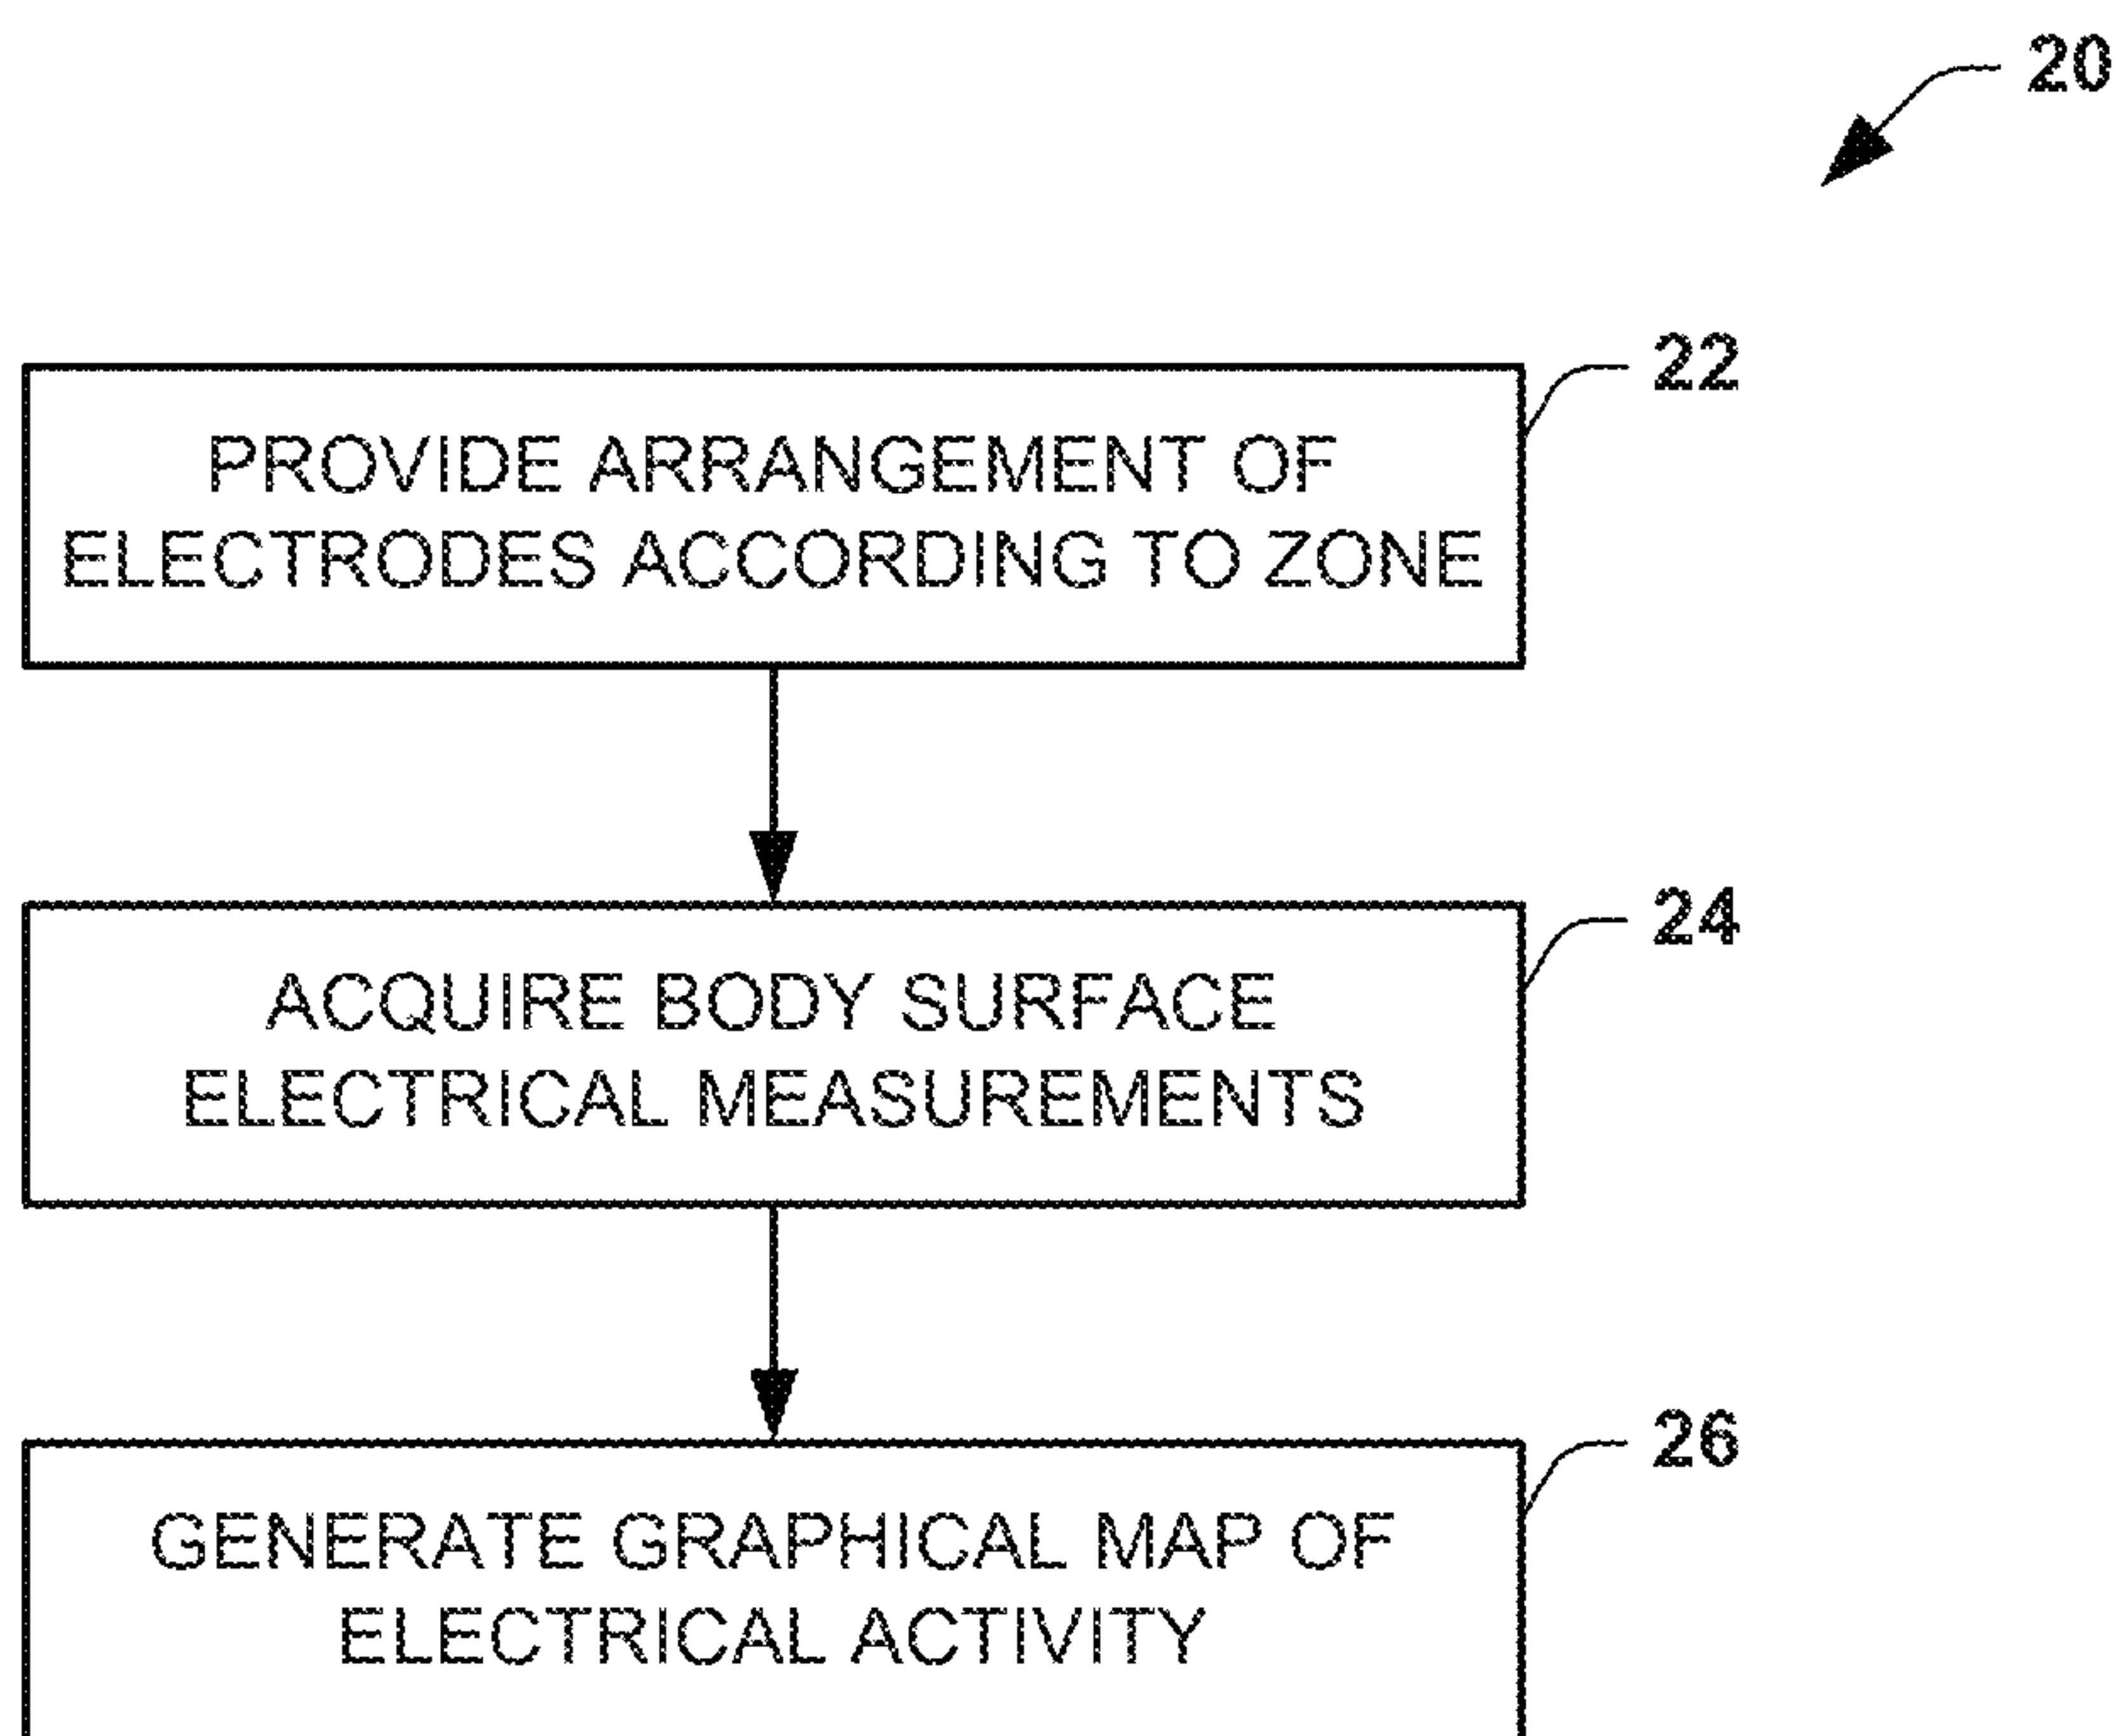 20
22
PROVIDE ARRANGEMENT OF
ELECTRODES ACCORDING TO ZONE
24
ACQUIRE BODY SURFACE
ELECTRICAL MEASUREMENTS
26
GENERATE GRAPHICAL MAP OF
ELECTRICAL ACTIVITY